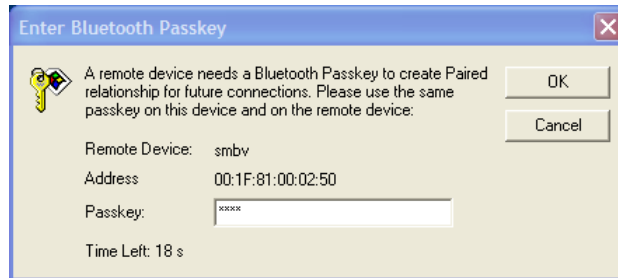 Enter Bluetooth Passkey
A remote device needs a Bluetooth Passkey to create Paired
relationship for future connections. Please use the same
passkey on this device and on the remote device:
OK
Cancel
Remote Device: smbv
Address 00:1F:81:00:02:50
Passkey: ****
Time Left: 18 s